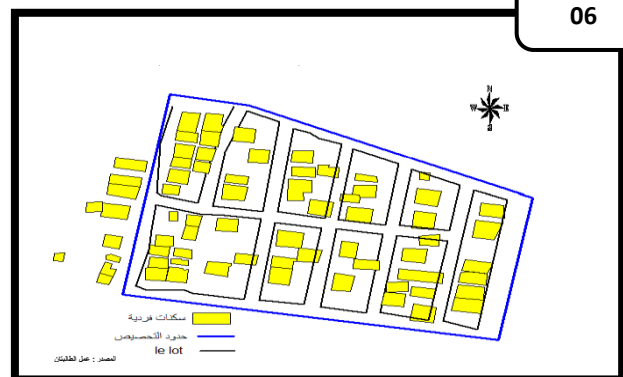 06
N
W E
S
سكنات فردية
حدود التحصيص
le lot
المصدر : عمل الطالبتان